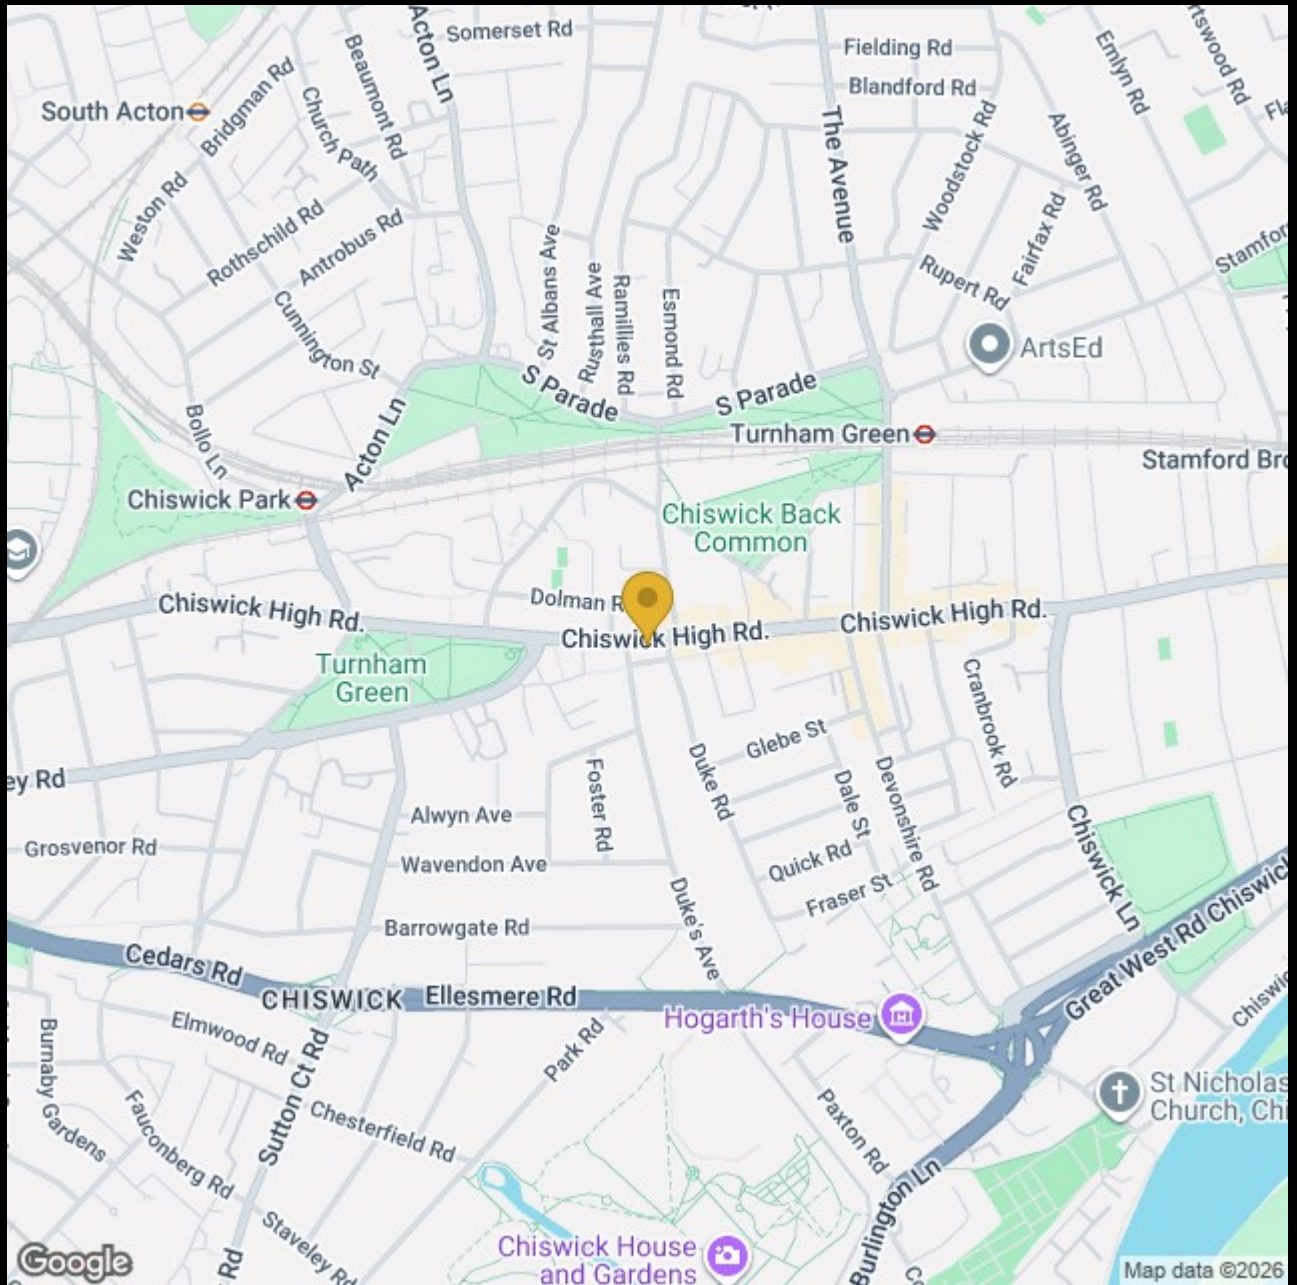 Somerset Rd
Acton Ln
Beaumont Rd
Bridgman Rd
Church Path
South Acton
Fielding Rd
Blandford Rd
Emlyn Rd
The Avenue
Woodstock Rd
Abinger Rd
Weston Rd
Rothschild Rd
Antrobus Rd
Fairfax Rd
Rupert Rd
St Albans Ave
Rusthall Ave
Ramillies Rd
Esmond Rd
Cunnington St
ArtsEd
S Parade
S Parade
Acton Ln
Bollo Ln
Turnham Green
Chiswick Park
Chiswick Back
Common
Dolman
Chiswick High Rd.
Chiswick High Rd.
Chiswick High Rd.
Turnham
Green
Cranbrook Rd
Glebe St
Duke Rd
Foster Rd
Dale St
Devonshire Rd
Alwyn Ave
Chiswick Ln
Grosvenor Rd
Wavendon Ave
Quick Rd
Fraser St
Duke's Ave
Barrowgate Rd
Great West Rd
Cedars Rd
CHISWICK
Ellesmere Rd
Hogarth's House
Elmwood Rd
Park Rd
Burnaby Gardens
Sutton Ct Rd
St Nicholas
Church,
Paxton Rd
Chesterfield Rd
Fauconberg Rd
Staveley Rd
Burlington Ln
Chiswick House
and Gardens
Google
Map data ©2026